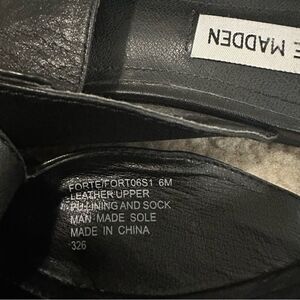 E MADDEN
FORTE/FORT06S1 6M
LEATHER UPPER
PU LINING AND SOCK
MAN-MADE SOLE
MADE IN CHINA
326